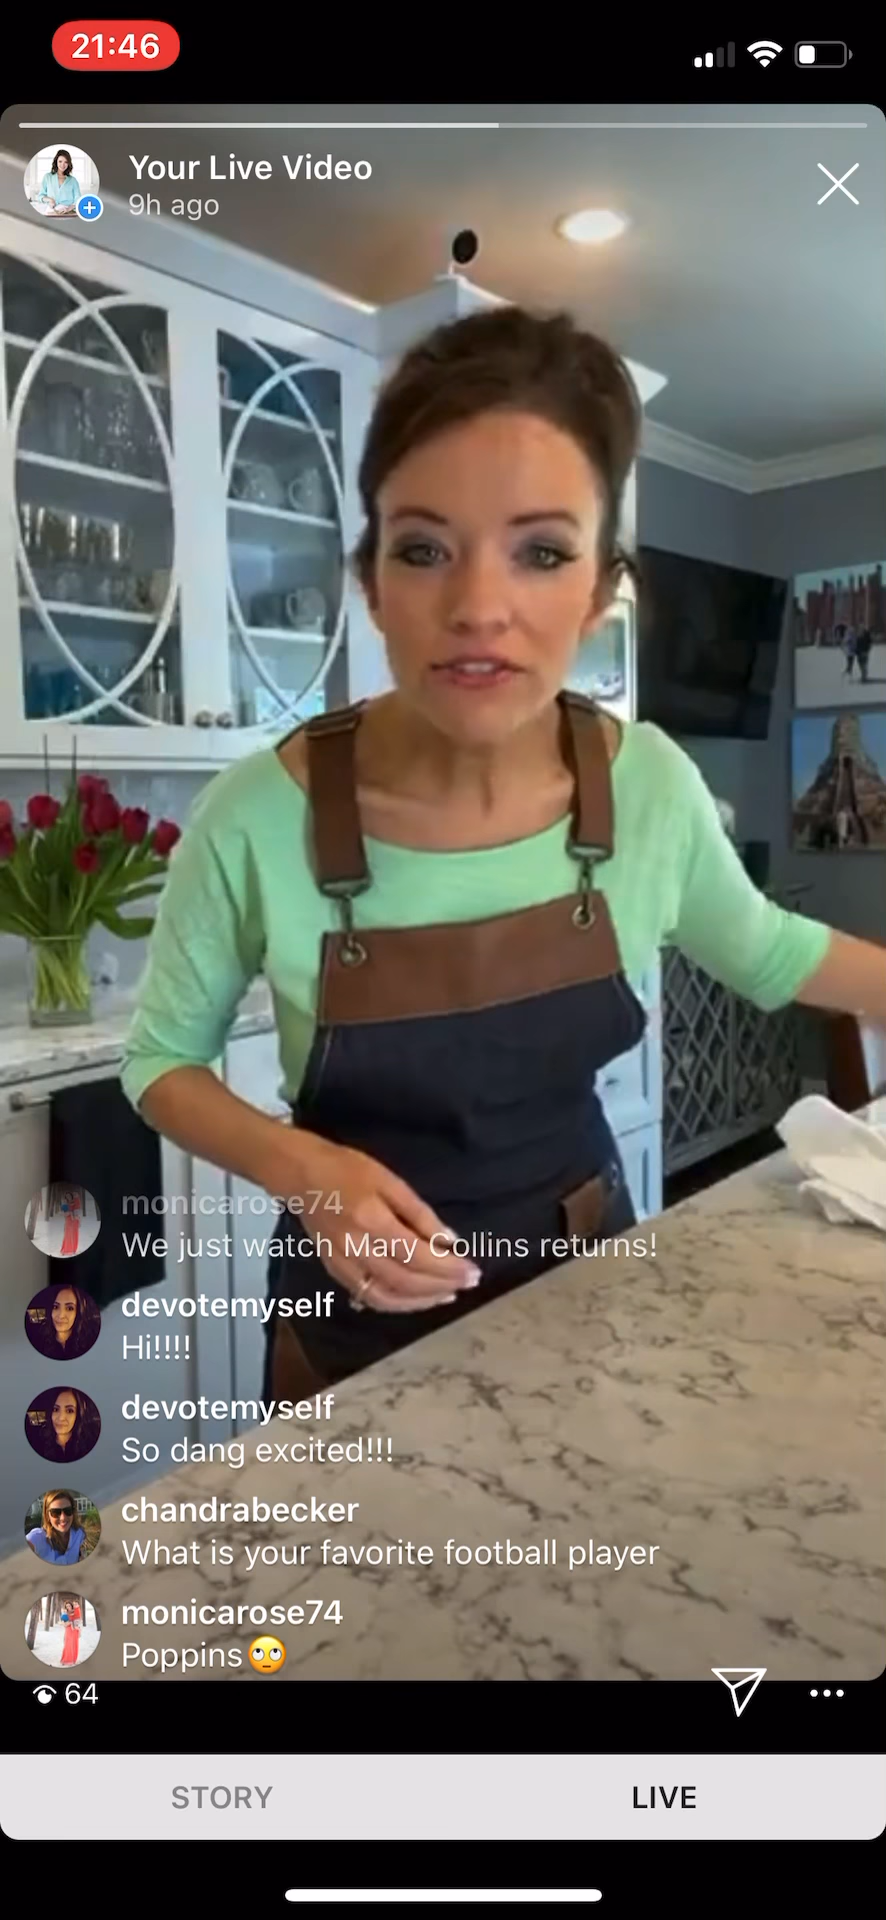 21:46
Your Live Video
9h ago
monicarose74
We just watch Mary Collins returns!
devotemyself
Hi!!!!
devotemyself
So dang excited!!!
chandrabecker
What is your favorite football player
monicarose74
Poppins🙄
64
STORY
LIVE